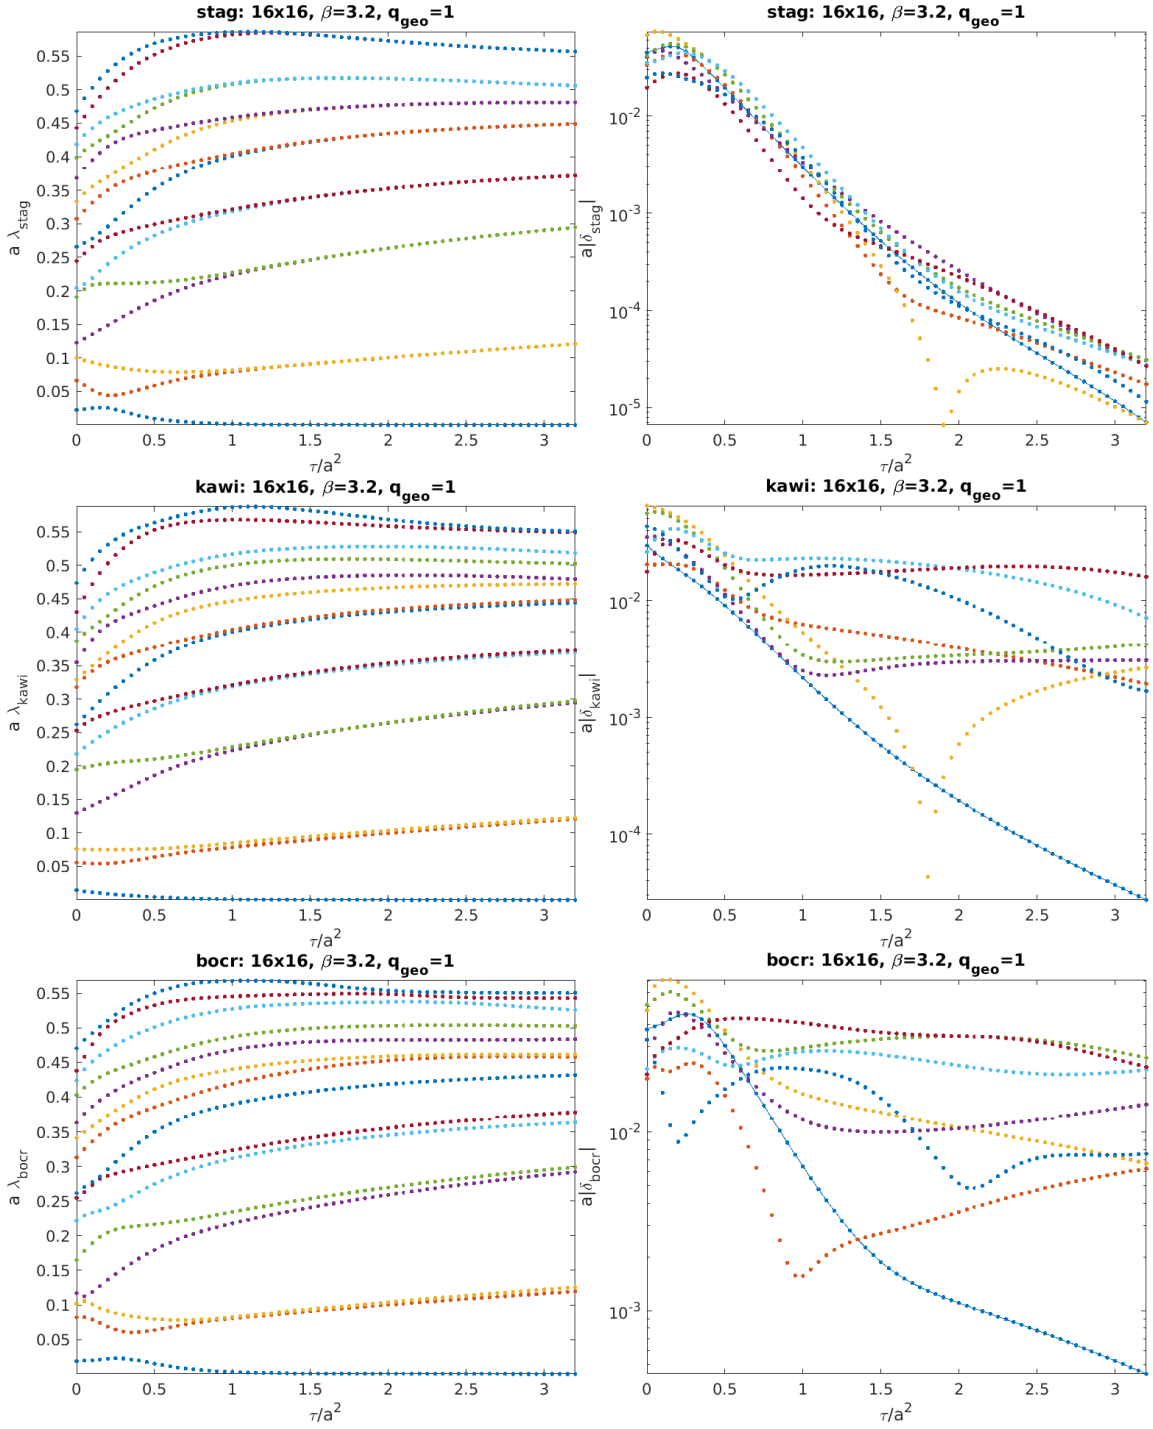 stag: 16x16, β=3.2, q_geo=1
a λ_stag
0.55
0.5
0.45
0.4
0.35
0.3
0.25
0.2
0.15
0.1
0.05
0 0.5 1 1.5 2 2.5 3
τ/a²
stag: 16x16, β=3.2, q_geo=1
a|δ_stag|
10⁻²
10⁻³
10⁻⁴
10⁻⁵
0 0.5 1 1.5 2 2.5 3
τ/a²
kawi: 16x16, β=3.2, q_geo=1
a λ_kawi
0.55
0.5
0.45
0.4
0.35
0.3
0.25
0.2
0.15
0.1
0.05
0 0.5 1 1.5 2 2.5 3
τ/a²
kawi: 16x16, β=3.2, q_geo=1
a|δ_kawi|
10⁻²
10⁻³
10⁻⁴
0 0.5 1 1.5 2 2.5 3
τ/a²
bocr: 16x16, β=3.2, q_geo=1
a λ_bocr
0.55
0.5
0.45
0.4
0.35
0.3
0.25
0.2
0.15
0.1
0.05
0 0.5 1 1.5 2 2.5 3
τ/a²
bocr: 16x16, β=3.2, q_geo=1
a|δ_bocr|
10⁻²
10⁻³
0 0.5 1 1.5 2 2.5 3
τ/a²